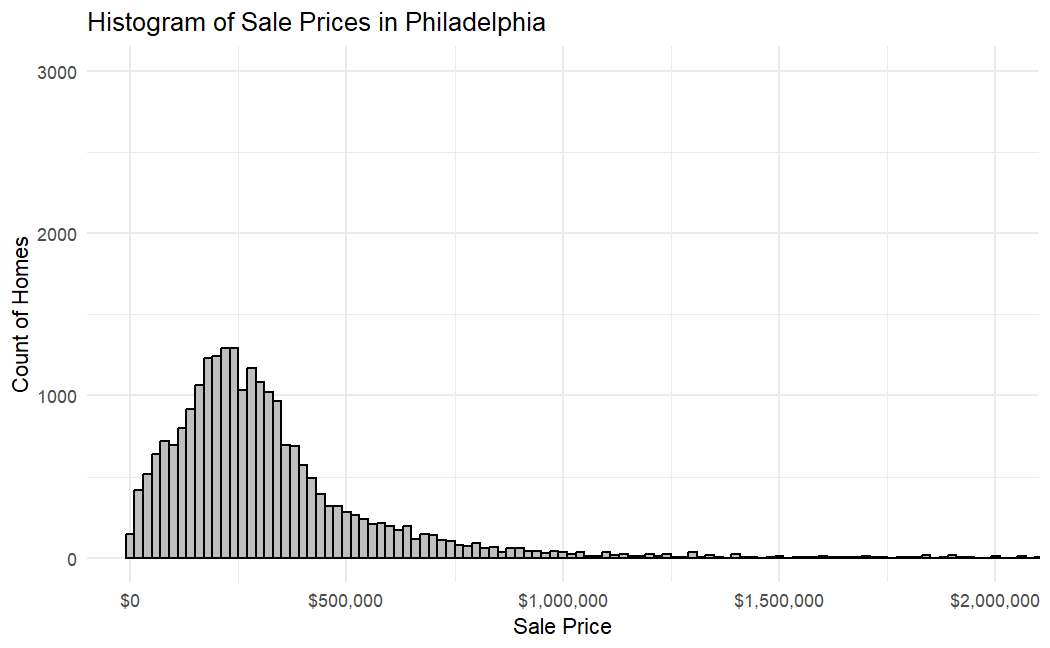 Histogram of Sale Prices in Philadelphia
3000
2000
1000
0
Count of Homes
$0 $500,000 $1,000,000 $1,500,000 $2,000,000
Sale Price